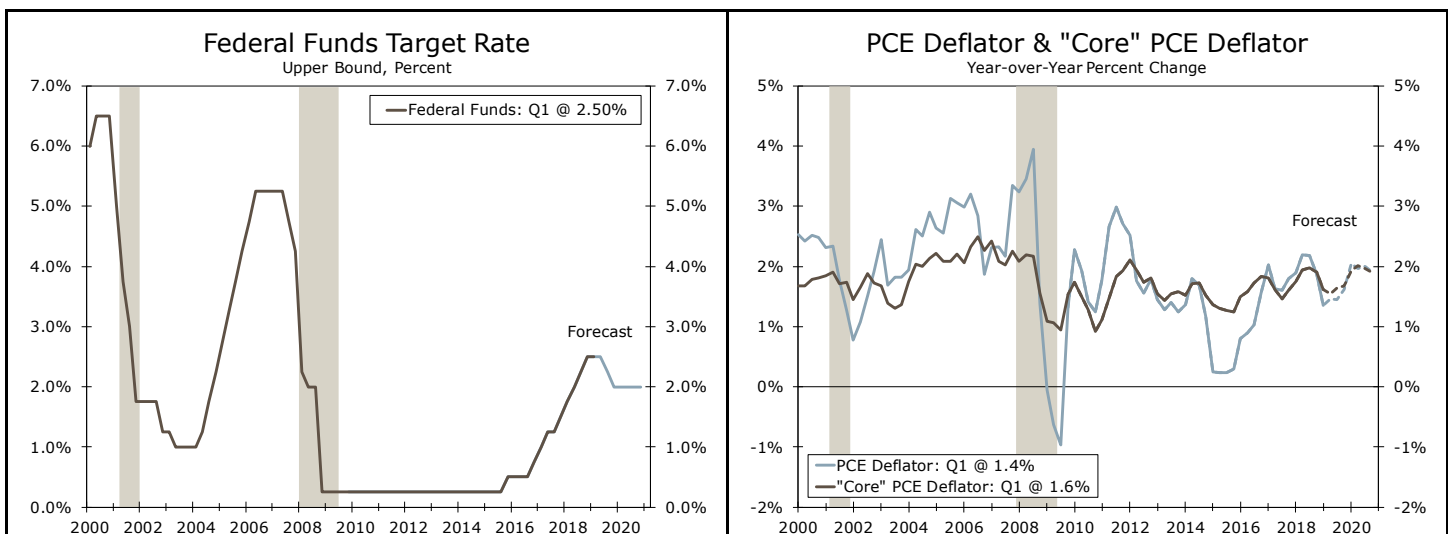 Federal Funds Target Rate
Upper Bound, Percent
7.0%
6.0%
5.0%
4.0%
3.0%
2.0%
1.0%
0.0%
7.0%
6.0%
5.0%
4.0%
3.0%
2.0%
1.0%
0.0%
Federal Funds: Q1 @ 2.50%
Forecast
2000 2002 2004 2006 2008 2010 2012 2014 2016 2018 2020
PCE Deflator & "Core" PCE Deflator
Year-over-Year Percent Change
5%
4%
3%
2%
1%
0%
-1%
-2%
5%
4%
3%
2%
1%
0%
-1%
-2%
Forecast
PCE Deflator: Q1 @ 1.4%
"Core" PCE Deflator: Q1 @ 1.6%
2000 2002 2004 2006 2008 2010 2012 2014 2016 2018 2020